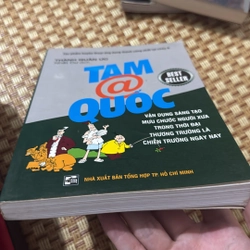 TAM
@
QUỐC
BEST
SELLER
VẬN DỤNG SÁNG TẠO
MƯU CHƯỚC NGƯỜI XƯA
TRONG THỜI ĐẠI
THƯƠNG TRƯỜNG LÀ
CHIẾN TRƯỜNG NGÀY NAY
NHÀ XUẤT BẢN TỔNG HỢP TP. HỒ CHÍ MINH